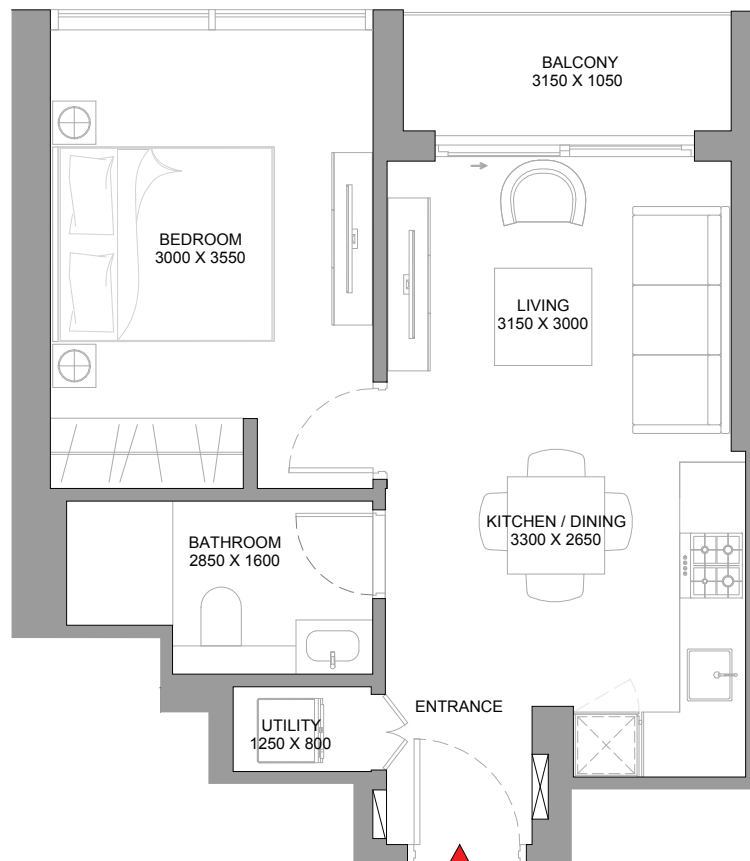 BALCONY
3150 X 1050
BEDROOM
3000 X 3550
LIVING
3150 X 3000
KITCHEN / DINING
3300 X 2650
BATHROOM
2850 X 1600
ENTRANCE
UTILITY
1250 X 800